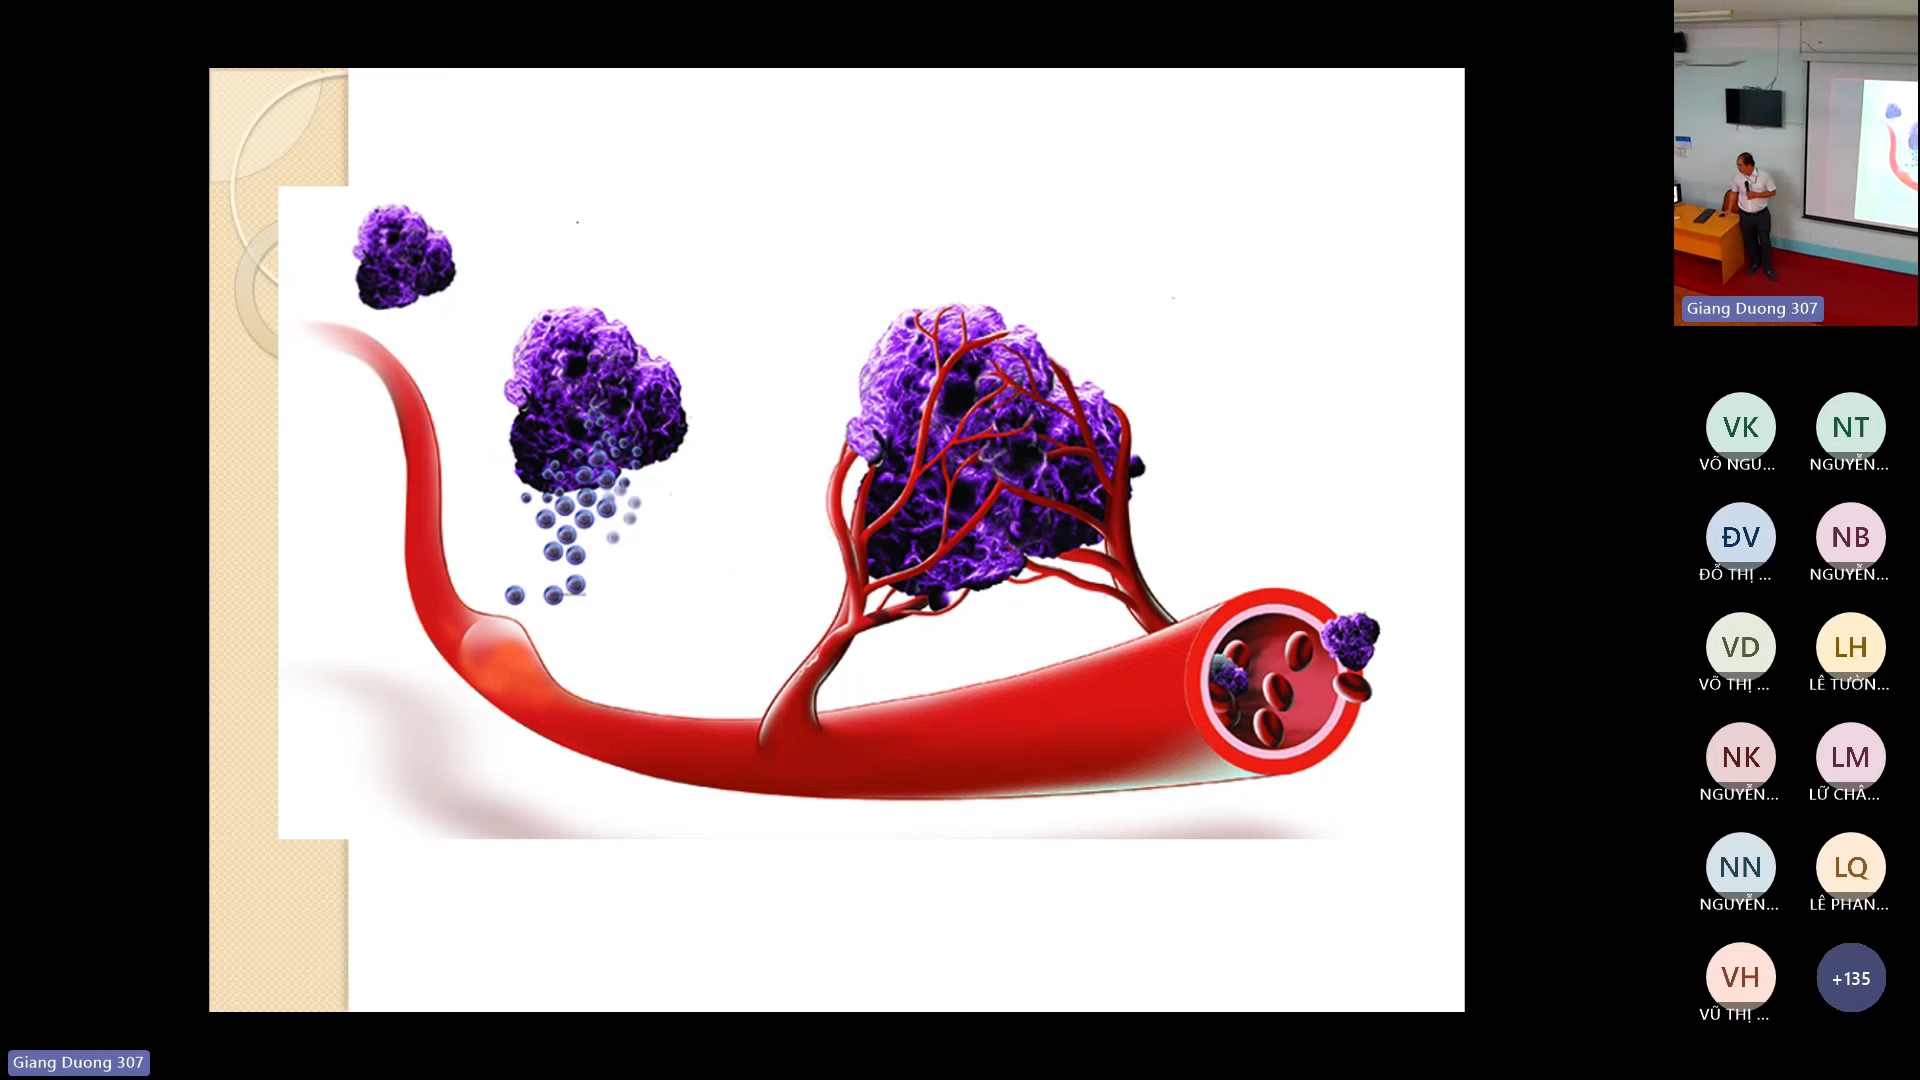 Giang Duong 307
VK
NT
VÕ NGU...
NGUYỄN...
ĐV
NB
ĐỖ THỊ ...
NGUYỄN...
VD
LH
VÕ THỊ ...
LÊ TƯỜN...
NK
LM
NGUYỄN...
LỮ CHÂ...
NN
LQ
NGUYỄN...
LÊ PHAN...
VH
+135
VŨ THỊ ...
Giang Duong 307